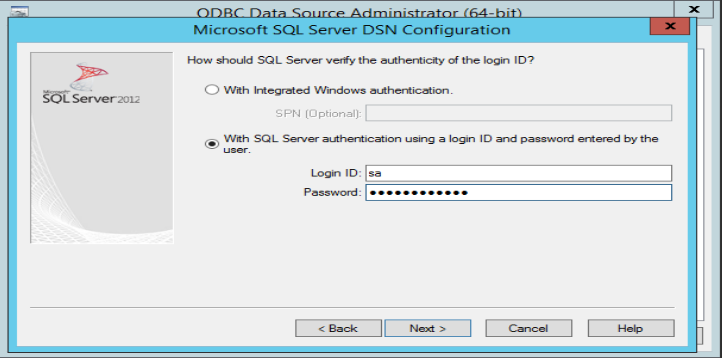 ODBC Data Source Administrator (64-bit)
x
Microsoft SQL Server DSN Configuration
x
How should SQL Server verify the authenticity of the login ID?
Microsoft
SQL Server 2012
With Integrated Windows authentication.
SPN (Optional):
With SQL Server authentication using a login ID and password entered by the
user.
Login ID: sa
Password: ●●●●●●●●●●●●
< Back
Next >
Cancel
Help